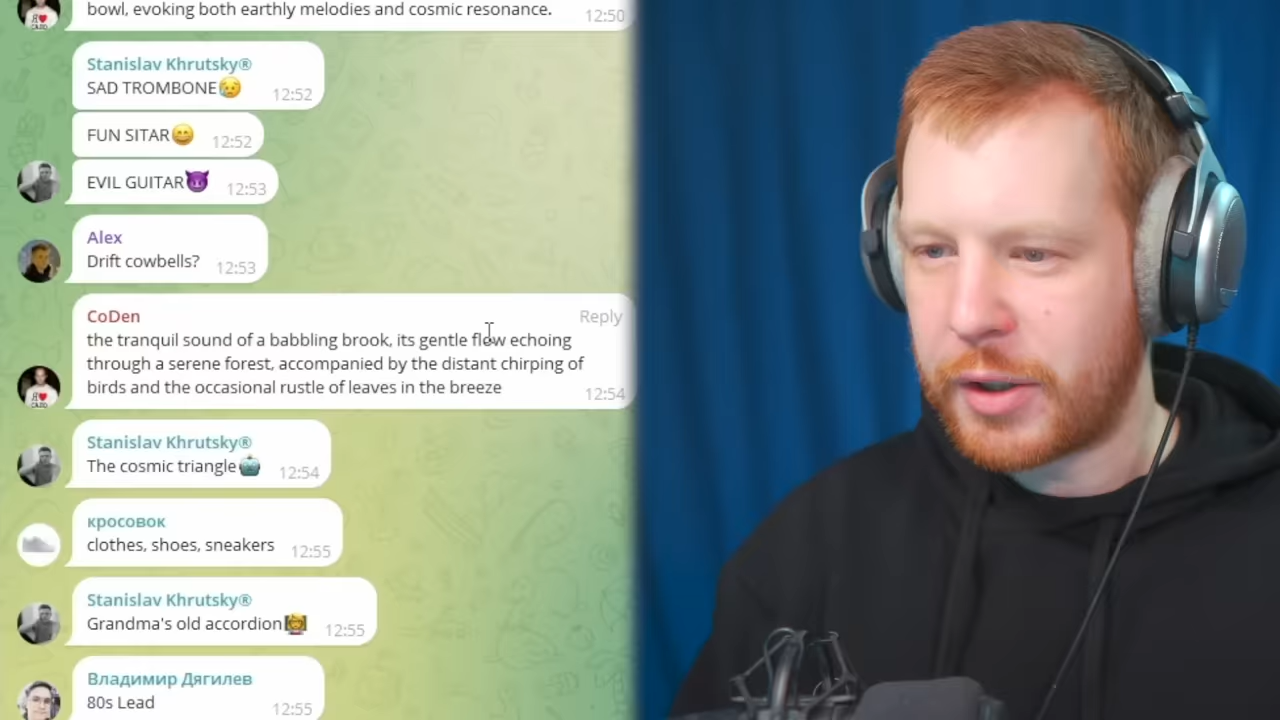 bowl, evoking both earthly melodies and cosmic resonance.
12:50
Stanislav Khrutsky®
SAD TROMBONE😥 12:52
FUN SITAR😄 12:52
EVIL GUITAR😈 12:53
Alex
Drift cowbells? 12:53
CoDen Reply
the tranquil sound of a babbling brook, its gentle flow echoing
through a serene forest, accompanied by the distant chirping of
birds and the occasional rustle of leaves in the breeze
12:54
Stanislav Khrutsky®
The cosmic triangle🤖 12:54
кросовок
clothes, shoes, sneakers 12:55
Stanislav Khrutsky®
Grandma's old accordion 12:55
Владимир Дягилев
80s Lead 12:55